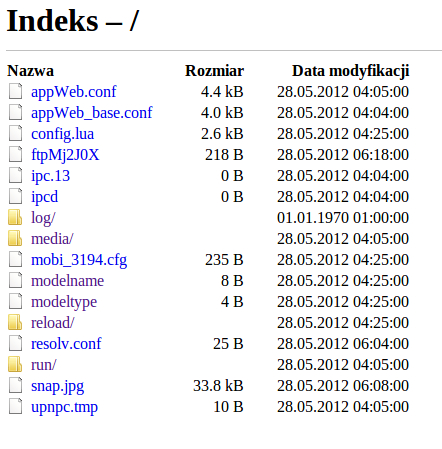 Indeks – /
Nazwa Rozmiar Data modyfikacji
appWeb.conf 4.4 kB 28.05.2012 04:05:00
appWeb_base.conf 4.0 kB 28.05.2012 04:04:00
config.lua 2.6 kB 28.05.2012 04:25:00
ftpMj2J0X 218 B 28.05.2012 06:18:00
ipc.13 0 B 28.05.2012 04:04:00
ipcd 0 B 28.05.2012 04:04:00
log/ 01.01.1970 01:00:00
media/ 28.05.2012 04:05:00
mobi_3194.cfg 235 B 28.05.2012 04:25:00
modelname 8 B 28.05.2012 04:25:00
modeltype 4 B 28.05.2012 04:25:00
reload/ 28.05.2012 04:25:00
resolv.conf 25 B 28.05.2012 06:04:00
run/ 28.05.2012 04:05:00
snap.jpg 33.8 kB 28.05.2012 06:08:00
upnpc.tmp 10 B 28.05.2012 04:05:00